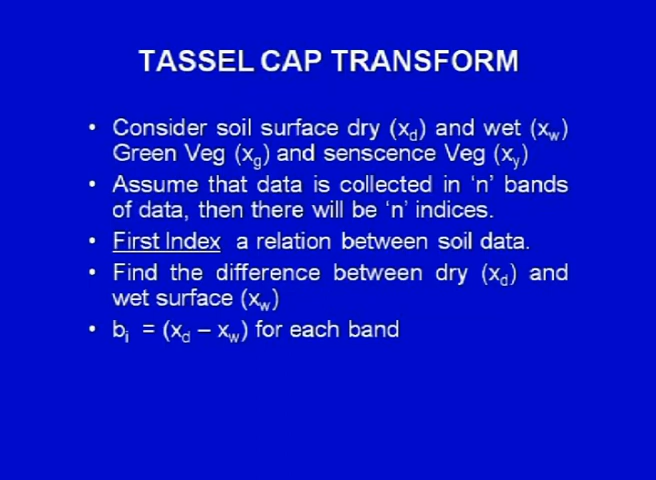 TASSEL CAP TRANSFORM
• Consider soil surface dry (x_d) and wet (x_w)
Green Veg (x_g) and senscence Veg (x_y)
• Assume that data is collected in ‘n’ bands
of data, then there will be ‘n’ indices.
• First Index a relation between soil data.
• Find the difference between dry (x_d) and
wet surface (x_w)
• b_i = (x_d – x_w) for each band